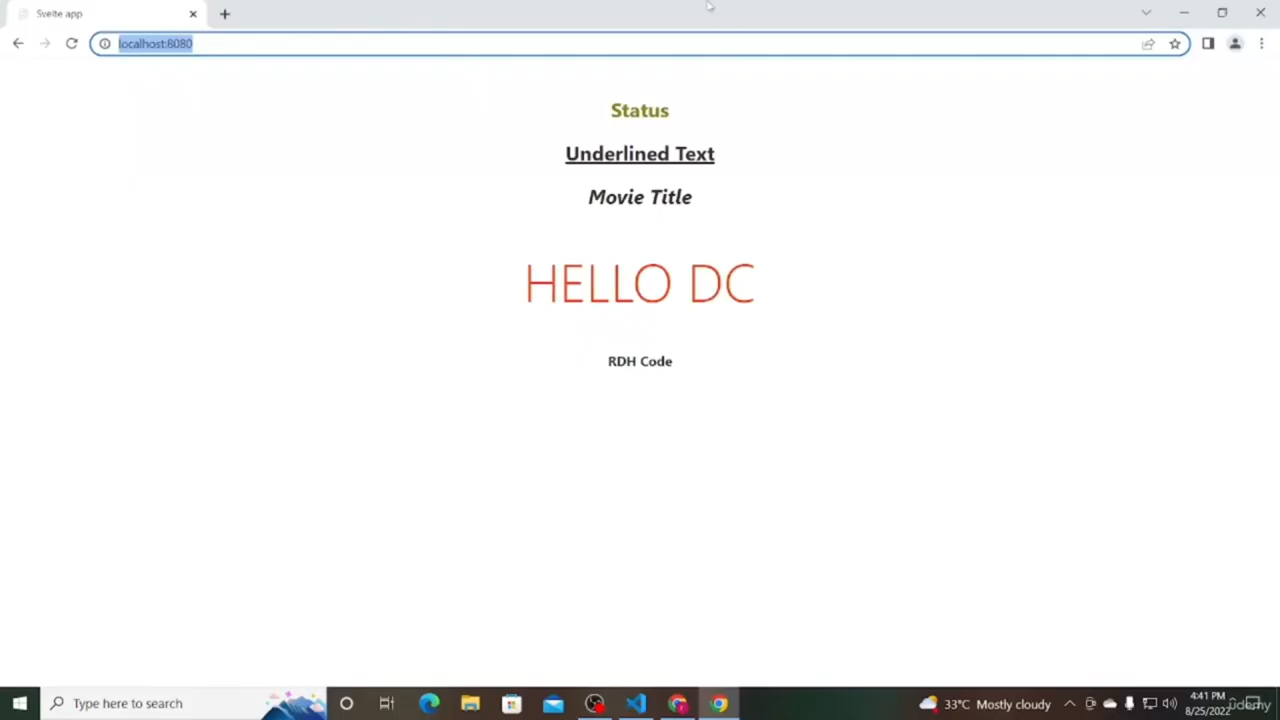 Svelte app
localhost:8080
Status
Underlined Text
Movie Title
HELLO DC
RDH Code
Type here to search
33°C Mostly cloudy
4:41 PM
8/25/2022
Udemy